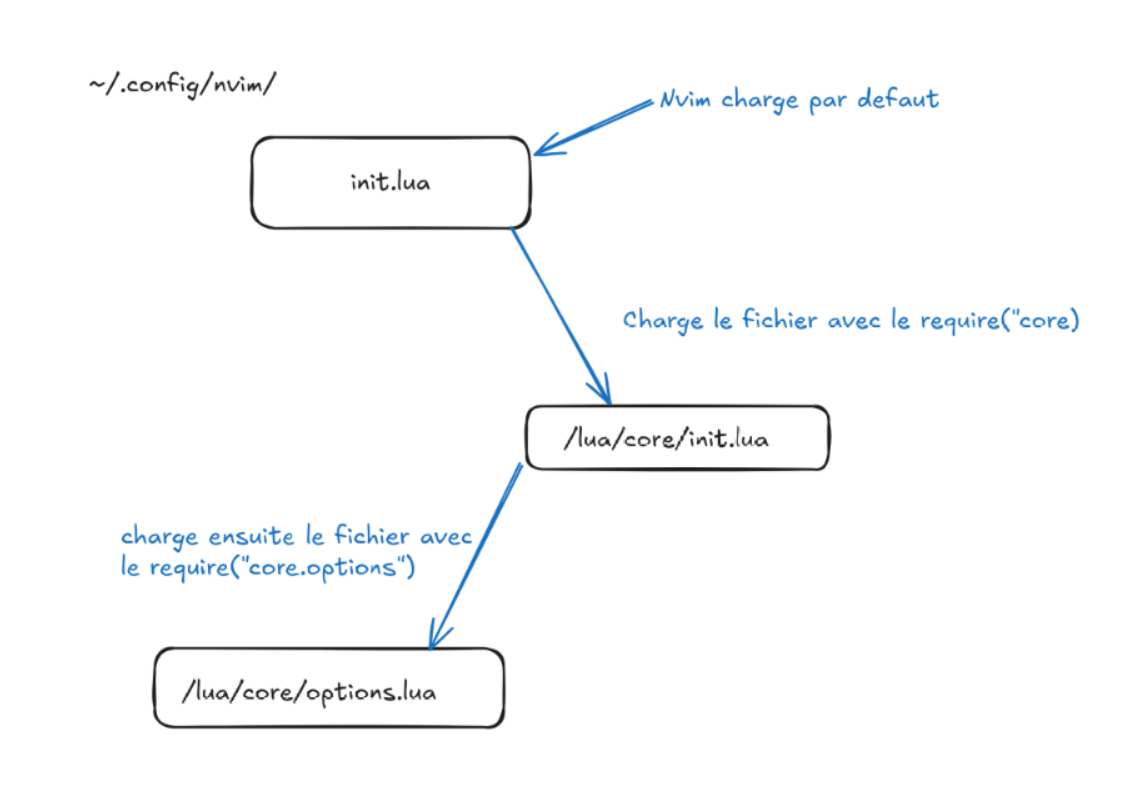 ~/.config/nvim/
Nvim charge par defaut
init.lua
Charge le fichier avec le require("core)
/lua/core/init.lua
charge ensuite le fichier avec
le require("core.options")
/lua/core/options.lua